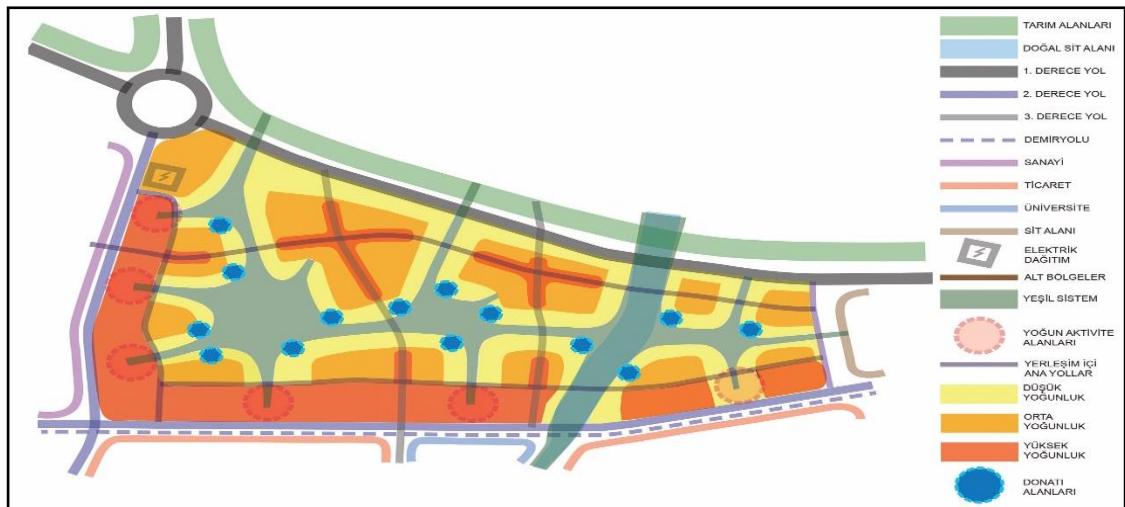 TARIM ALANLARI
DOĞAL SİT ALANI
1. DERECE YOL
2. DERECE YOL
3. DERECE YOL
DEMİRYOLU
SANAYİ
TİCARET
ÜNİVERSİTE
SİT ALANI
ELEKTRİK
DAĞITIM
ALT BÖLGELER
YEŞİL SİSTEM
YOĞUN AKTİVİTE
ALANLARI
YERLEŞİM İÇİ
ANA YOLLAR
DÜŞÜK
YOĞUNLUK
ORTA
YOĞUNLUK
YÜKSEK
YOĞUNLUK
DONATI
ALANLARI